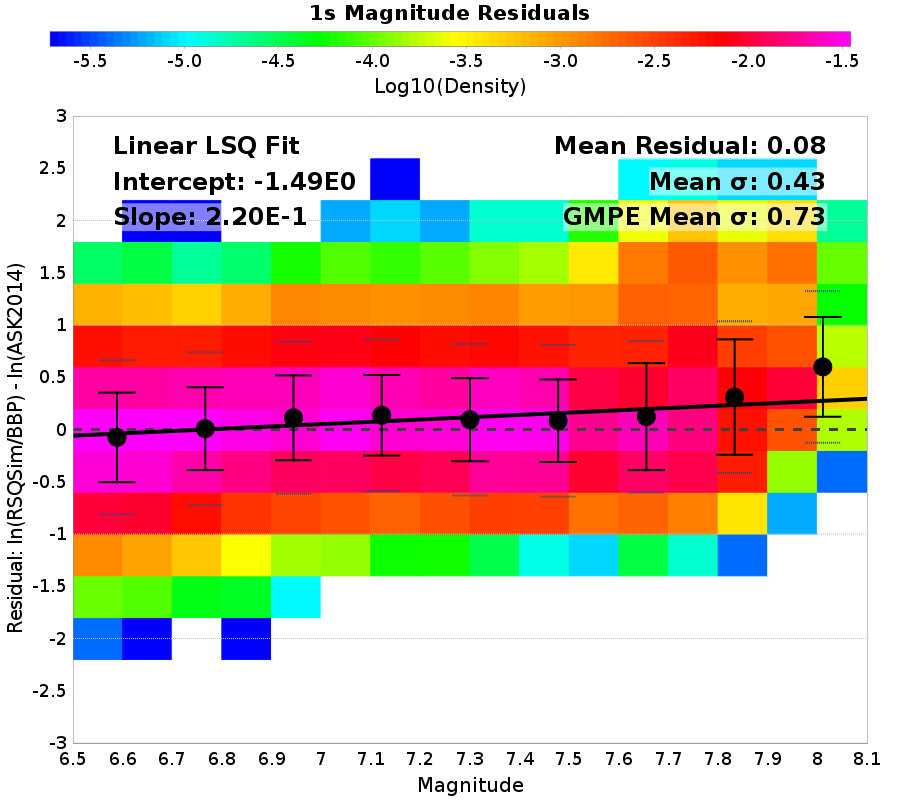 1s Magnitude Residuals
-5.5 -5.0 -4.5 -4.0 -3.5 -3.0 -2.5 -2.0 -1.5
Log10(Density)
Linear LSQ Fit
Intercept: -1.49E0
Slope: 2.20E-1
Mean Residual: 0.08
Mean σ: 0.43
GMPE Mean σ: 0.73
Residual: ln(RSQSim/BBP) - ln(ASK2014)
3
2.5
2
1.5
1
0.5
0
-0.5
-1
-1.5
-2
-2.5
-3
6.5 6.6 6.7 6.8 6.9 7 7.1 7.2 7.3 7.4 7.5 7.6 7.7 7.8 7.9 8 8.1
Magnitude